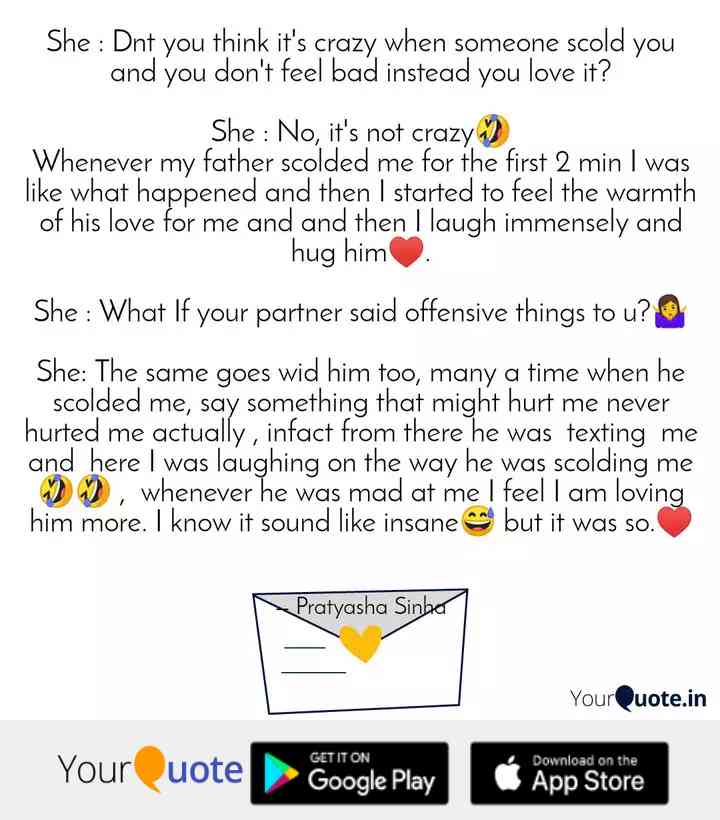 She : Dnt you think it's crazy when someone scold you
and you don't feel bad instead you love it?
She : No, it's not crazy🤣
Whenever my father scolded me for the first 2 min I was
like what happened and then I started to feel the warmth
of his love for me and and then I laugh immensely and
hug him♥️.
She : What If your partner said offensive things to u?🤷‍♀️
She: The same goes wid him too, many a time when he
scolded me, say something that might hurt me never
hurted me actually , infact from there he was texting me
and here I was laughing on the way he was scolding me
🤣🤣 , whenever he was mad at me I feel I am loving
him more. I know it sound like insane😅 but it was so.♥️
-- Pratyasha Sinha
YourQuote.in
YourQuote
GET IT ON
Google Play
Download on the
App Store